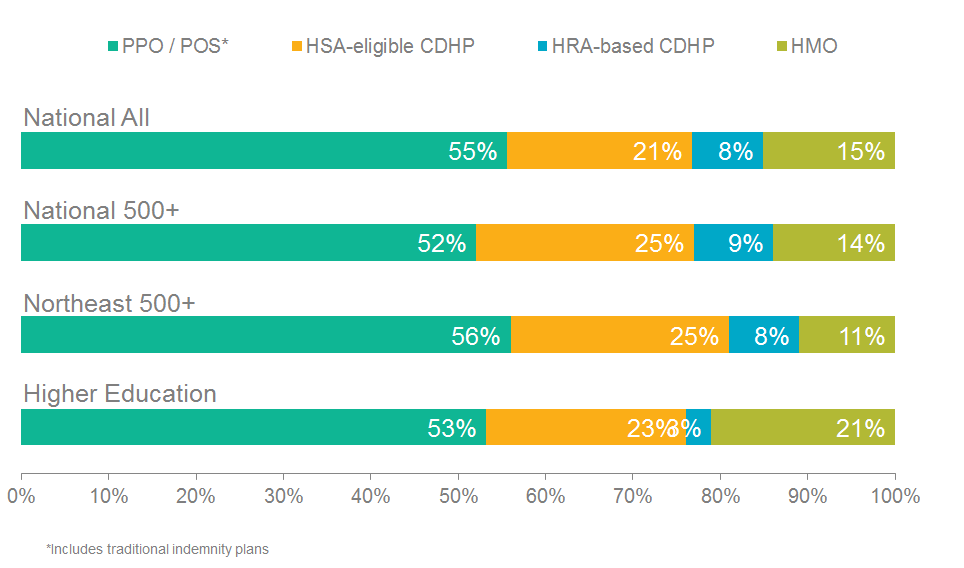 PPO / POS* HSA-eligible CDHP HRA-based CDHP HMO
National All
55% 21% 8% 15%
National 500+
52% 25% 9% 14%
Northeast 500+
56% 25% 8% 11%
Higher Education
53% 23% 3% 21%
0% 10% 20% 30% 40% 50% 60% 70% 80% 90% 100%
*Includes traditional indemnity plans